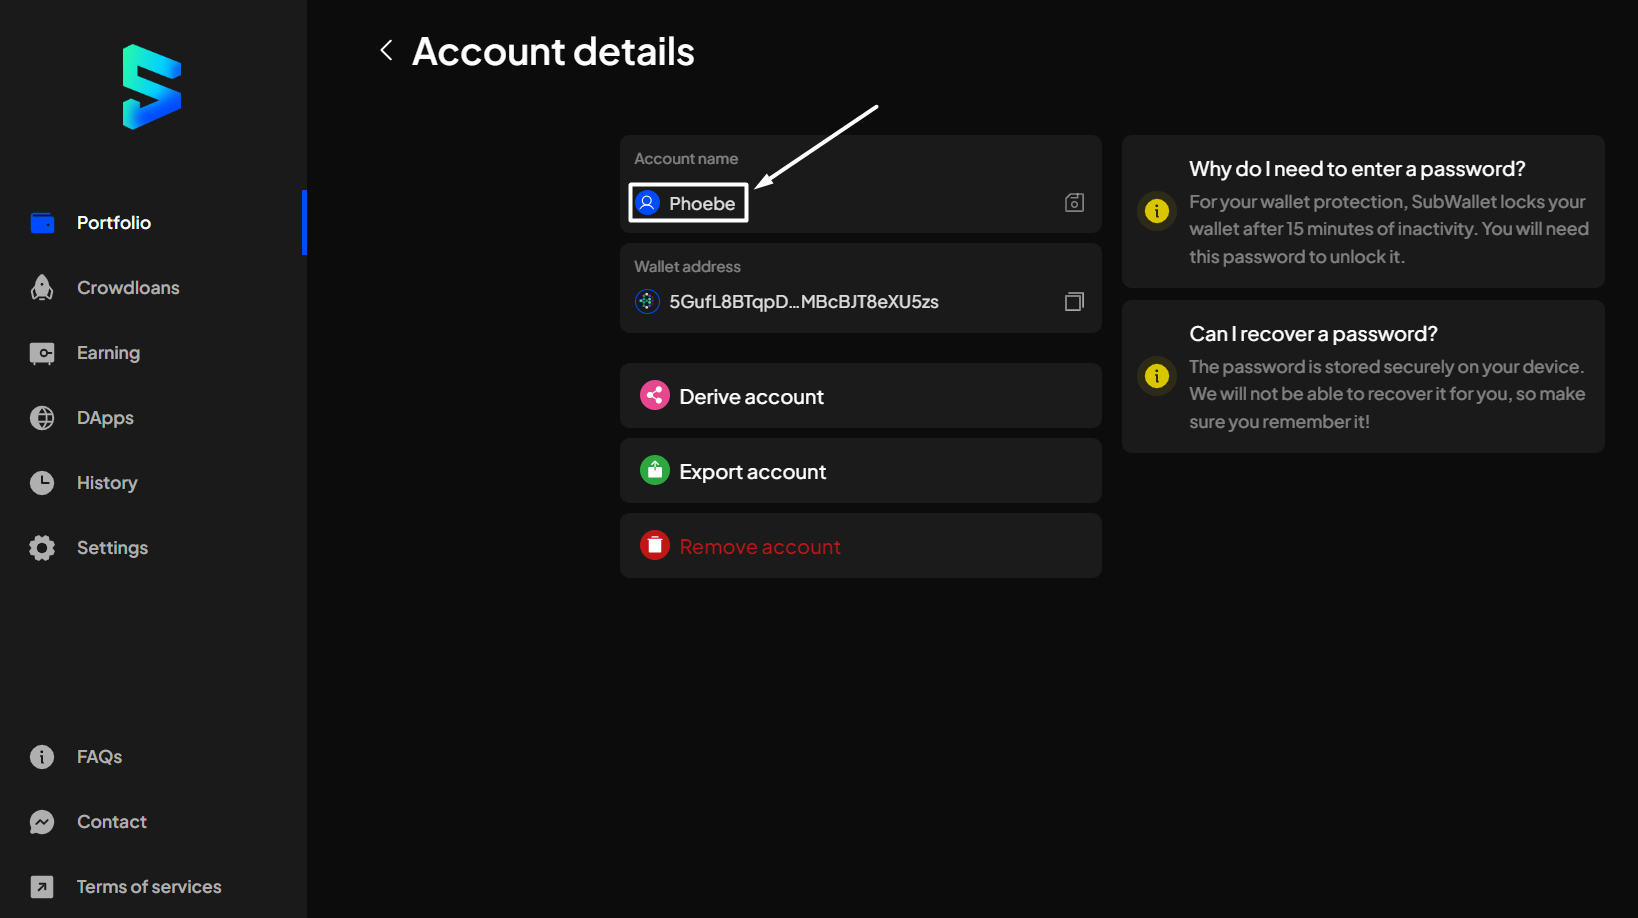 Account details
Portfolio
Crowdloans
Earning
DApps
History
Settings
FAQs
Contact
Terms of services
Account name
Phoebe
Wallet address
5GufL8BTqpD...MBcBJT8eXU5zs
Derive account
Export account
Remove account
Why do I need to enter a password?
For your wallet protection, SubWallet locks your
wallet after 15 minutes of inactivity. You will need
this password to unlock it.
Can I recover a password?
The password is stored securely on your device.
We will not be able to recover it for you, so make
sure you remember it!